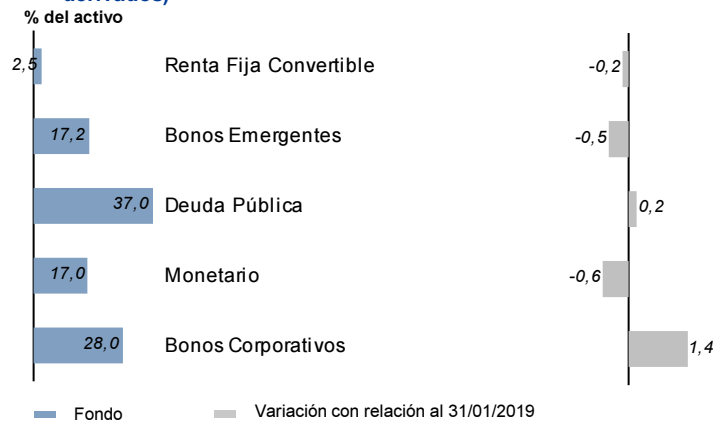 % del activo
2,5 Renta Fija Convertible -0,2
17,2 Bonos Emergentes -0,5
37,0 Deuda Pública 0,2
17,0 Monetario -0,6
28,0 Bonos Corporativos 1,4
Fondo Variación con relación al 31/01/2019